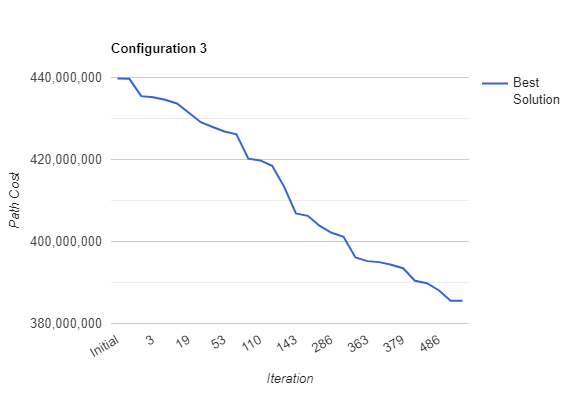 Configuration 3
440,000,000
420,000,000
400,000,000
380,000,000
Path Cost
Initial
3
19
53
110
143
286
363
379
486
Iteration
Best
Solution